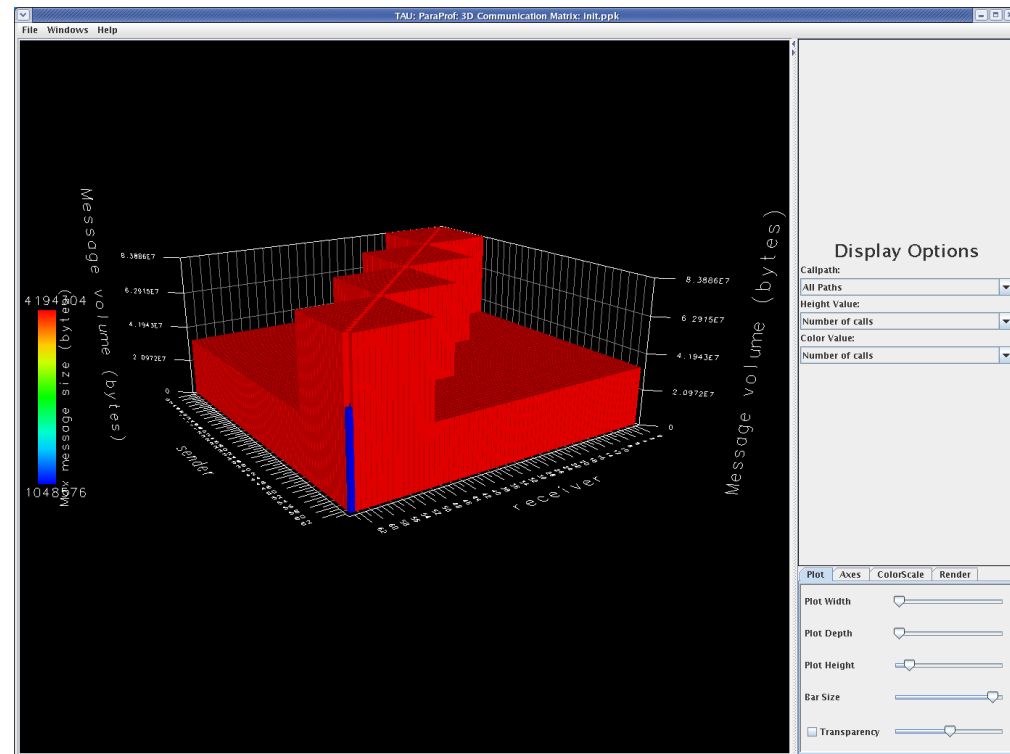 TAU: ParaProf: 3D Communication Matrix: init.ppk
File Windows Help
Message volume (bytes)
8.3886E7
6.2915E7
4.1943E7
2.0972E7
0
4194304
Max message size (bytes)
1048576
sender
receiver
8.3886E7
6.2915E7
4.1943E7
2.0972E7
0
Message volume (bytes)
Display Options
Callpath:
All Paths
Height Value:
Number of calls
Color Value:
Number of calls
Plot Axes ColorScale Render
Plot Width
Plot Depth
Plot Height
Bar Size
Transparency